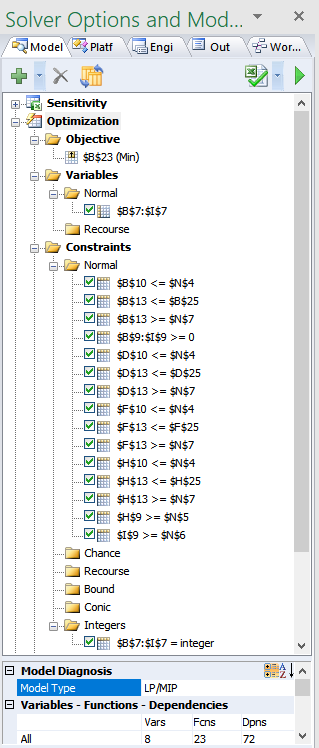 Solver Options and Mod...
Model Platf Engi Out Wor...
Sensitivity
Optimization
Objective
$B$23 (Min)
Variables
Normal
$B$7:$I$7
Recourse
Constraints
Normal
$B$10 <= $N$4
$B$13 <= $B$25
$B$13 >= $N$7
$B$9:$I$9 >= 0
$D$10 <= $N$4
$D$13 <= $D$25
$D$13 >= $N$7
$F$10 <= $N$4
$F$13 <= $F$25
$F$13 >= $N$7
$H$10 <= $N$4
$H$13 <= $H$25
$H$13 >= $N$7
$H$9 >= $N$5
$I$9 >= $N$6
Chance
Recourse
Bound
Conic
Integers
$B$7:$I$7 = integer
Model Diagnosis
Model Type LP/MIP
Variables - Functions - Dependencies
Vars Fcns Dpns
All 8 23 72